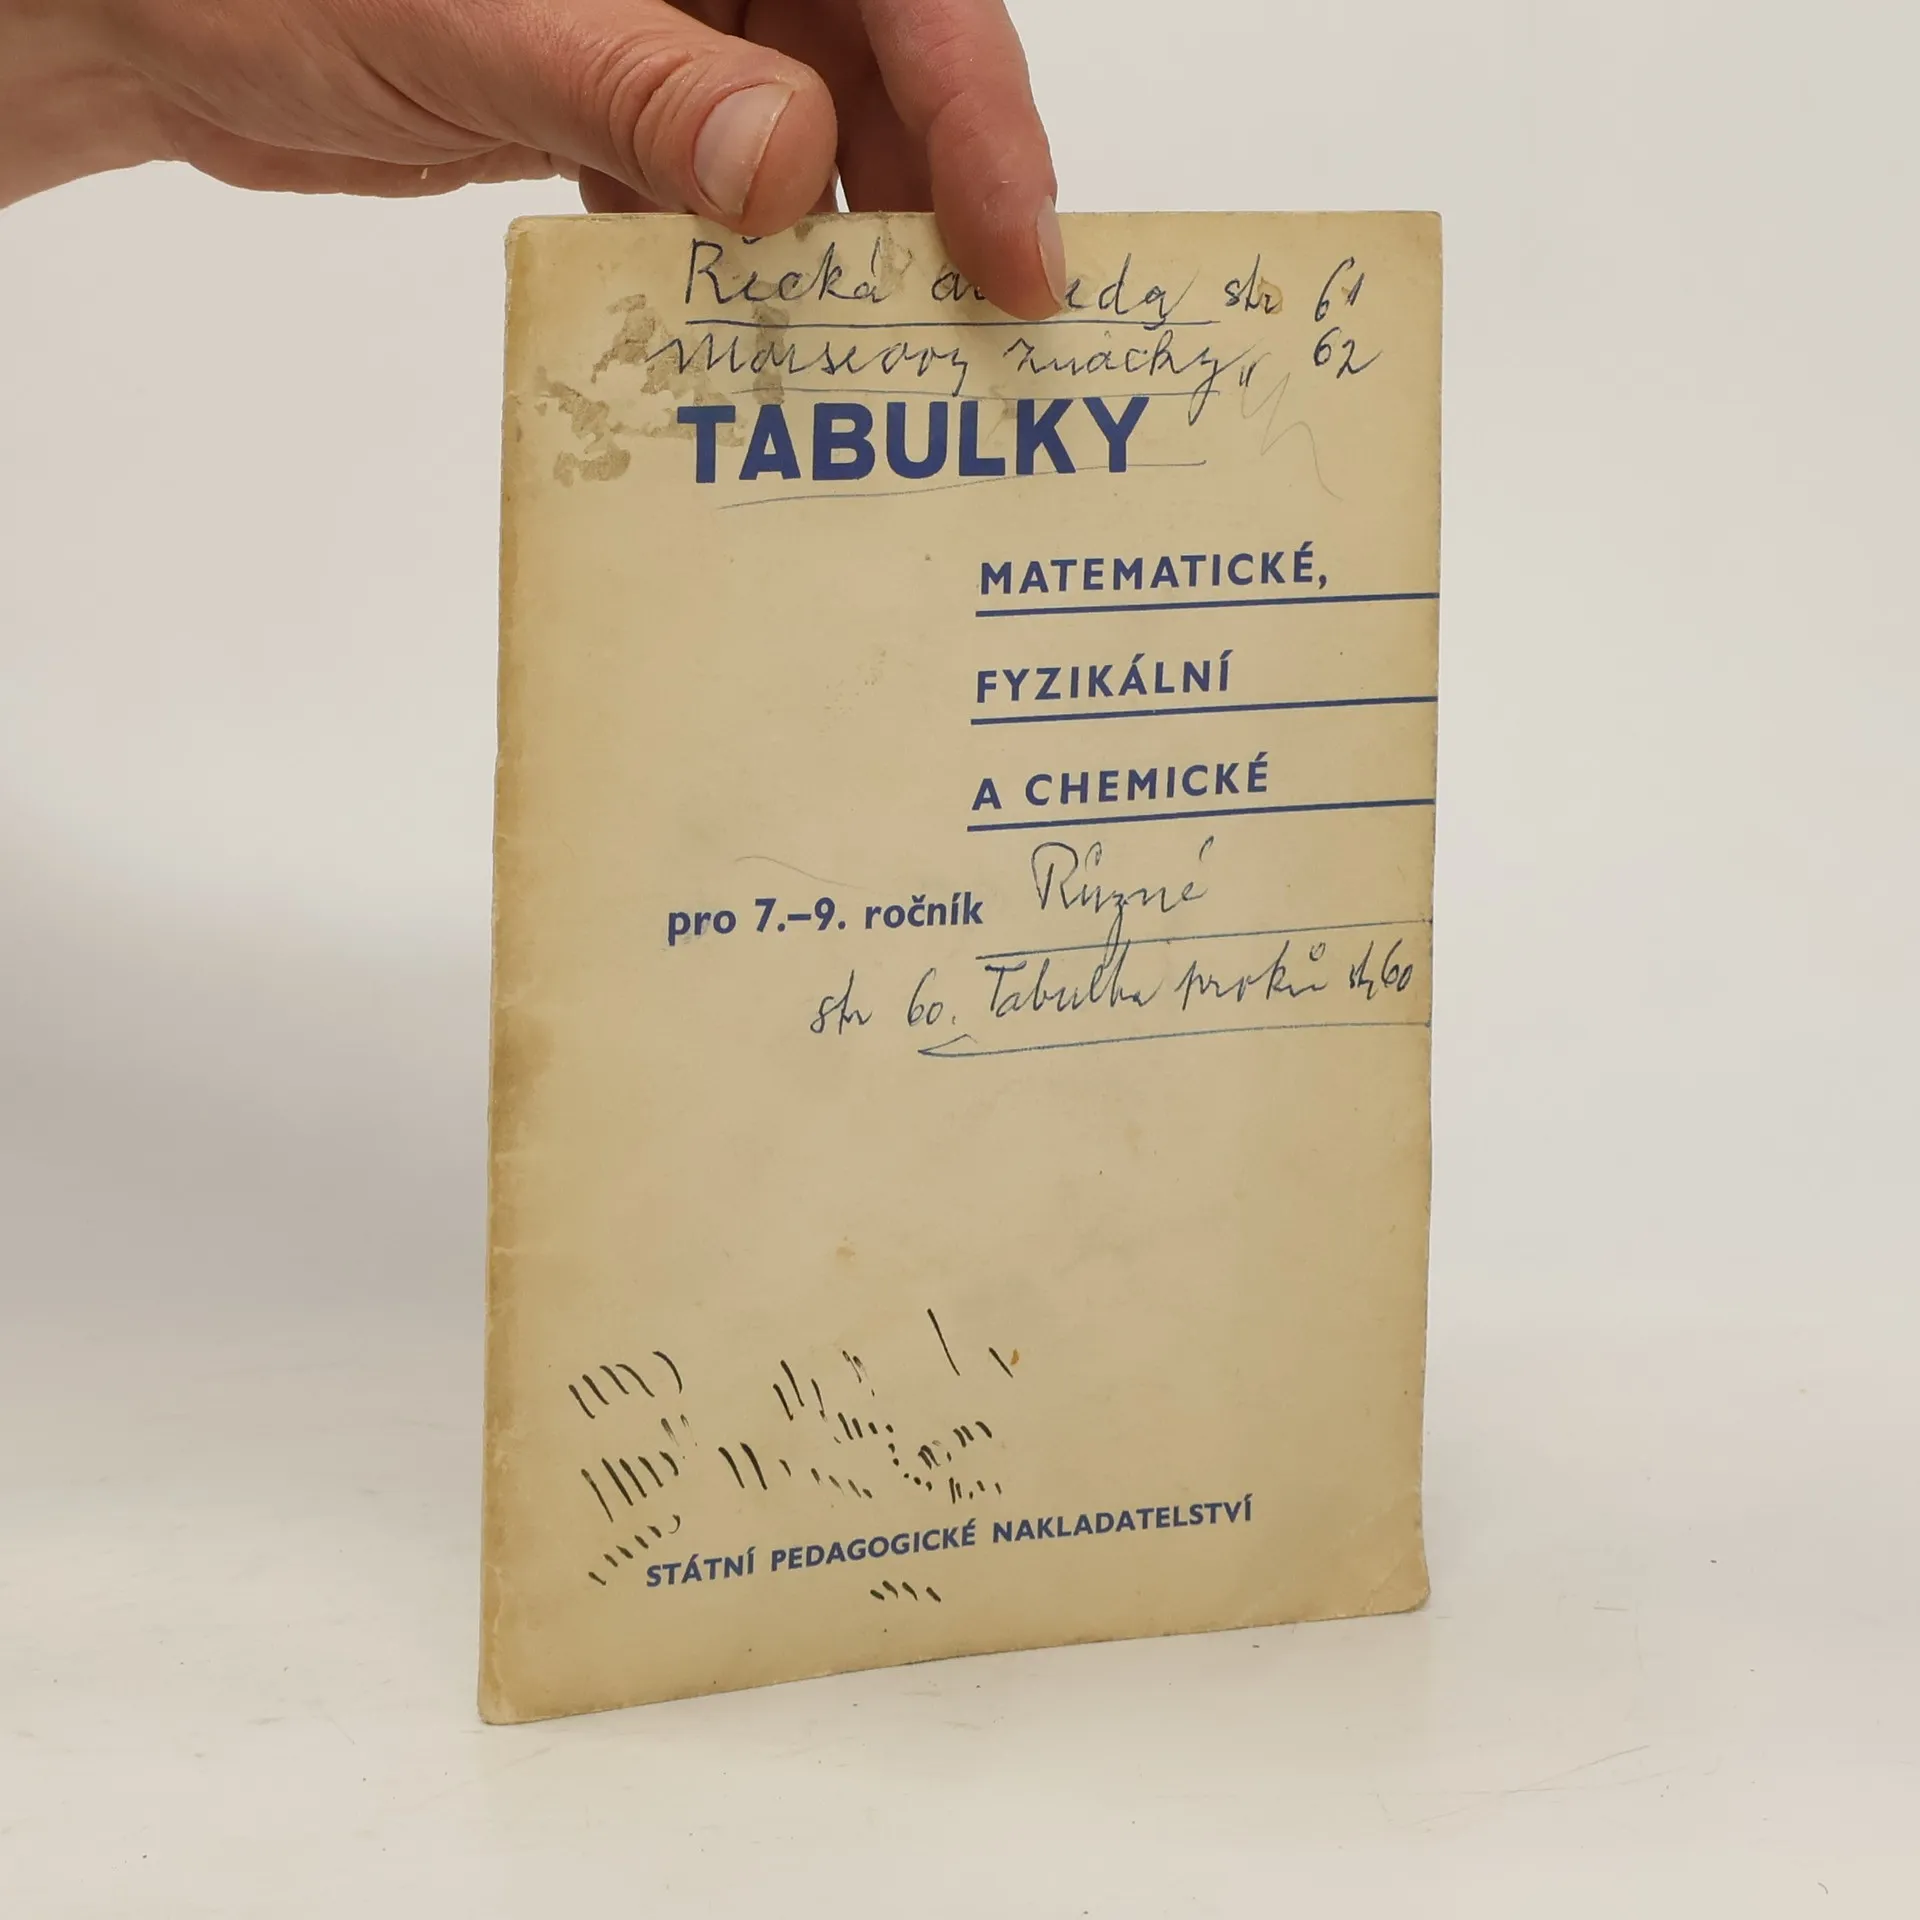 Řecká str 61
Morseovy značky " 62
TABULKY
MATEMATICKÉ,
FYZIKÁLNÍ
A CHEMICKÉ
pro 7.–9. ročník Různé
str 60. Tabulka prvků str 60
STÁTNÍ PEDAGOGICKÉ NAKLADATELSTVÍ